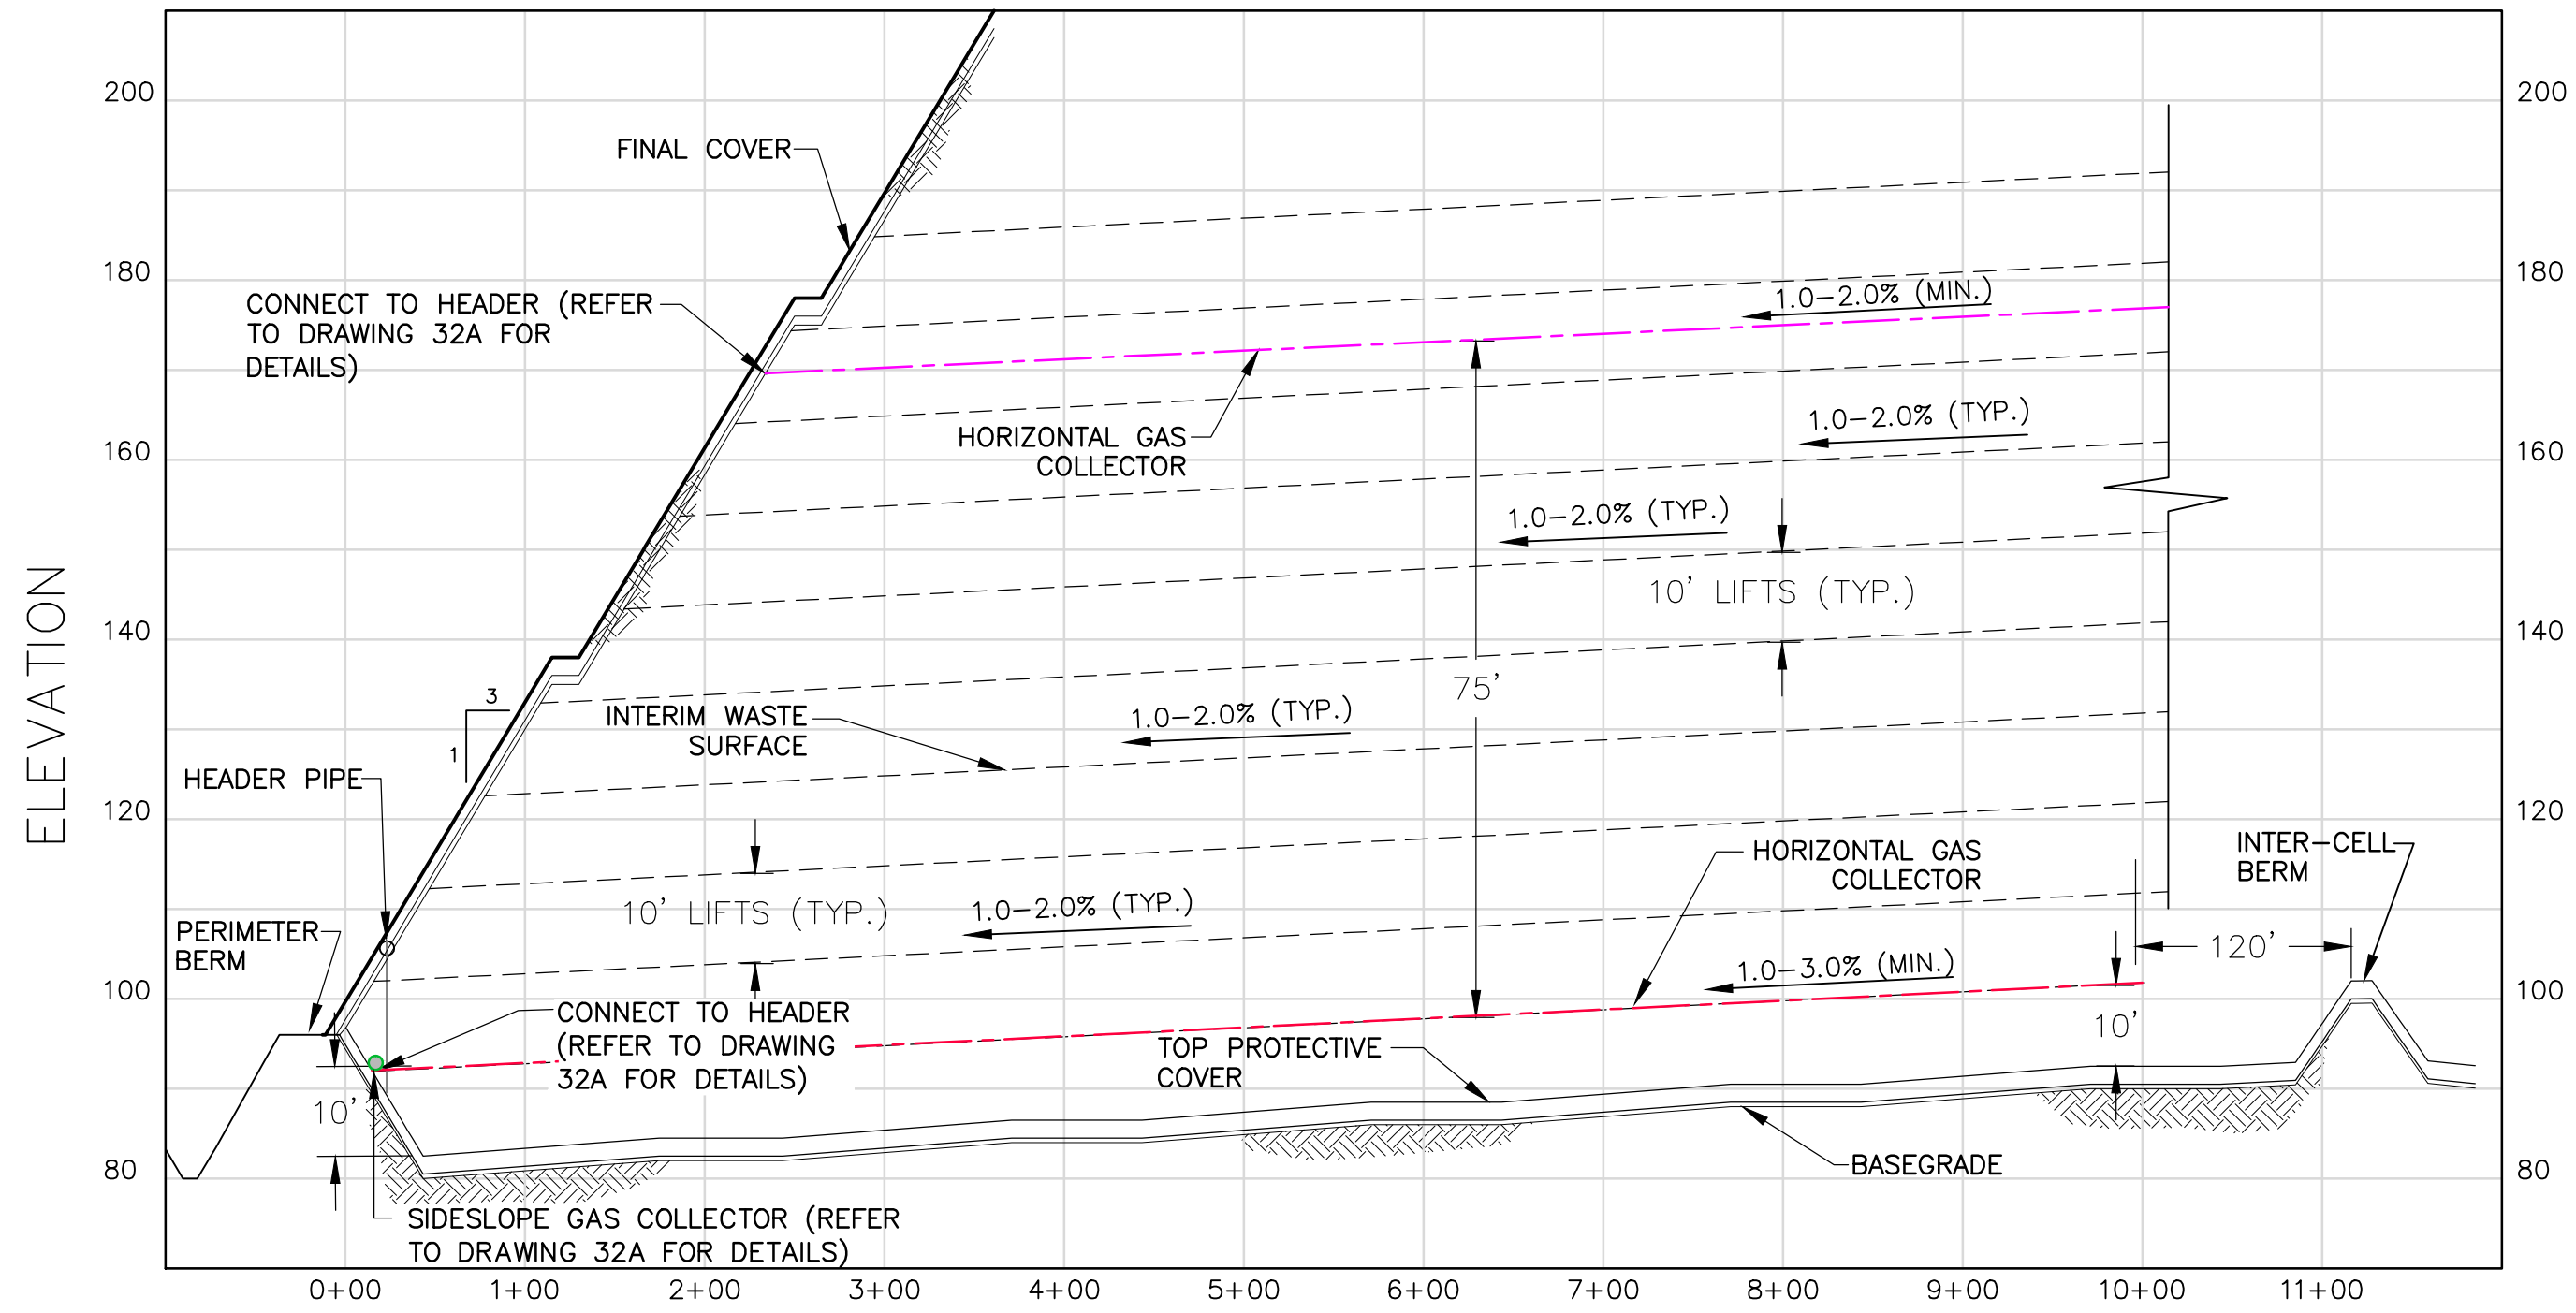 200
200
FINAL COVER
180
180
CONNECT TO HEADER (REFER
TO DRAWING 32A FOR
DETAILS)
1.0-2.0% (MIN.)
HORIZONTAL GAS
COLLECTOR
1.0-2.0% (TYP.)
160
160
1.0-2.0% (TYP.)
10' LIFTS (TYP.)
ELEVATION
140
140
75'
3
1
INTERIM WASTE
SURFACE
1.0-2.0% (TYP.)
HEADER PIPE
120
120
HORIZONTAL GAS
COLLECTOR
INTER-CELL
BERM
10' LIFTS (TYP.)
1.0-2.0% (TYP.)
PERIMETER
BERM
120'
1.0-3.0% (MIN.)
100
100
CONNECT TO HEADER
(REFER TO DRAWING
32A FOR DETAILS)
10'
TOP PROTECTIVE
COVER
10'
BASEGRADE
80
80
SIDESLOPE GAS COLLECTOR (REFER
TO DRAWING 32A FOR DETAILS)
0+00 1+00 2+00 3+00 4+00 5+00 6+00 7+00 8+00 9+00 10+00 11+00